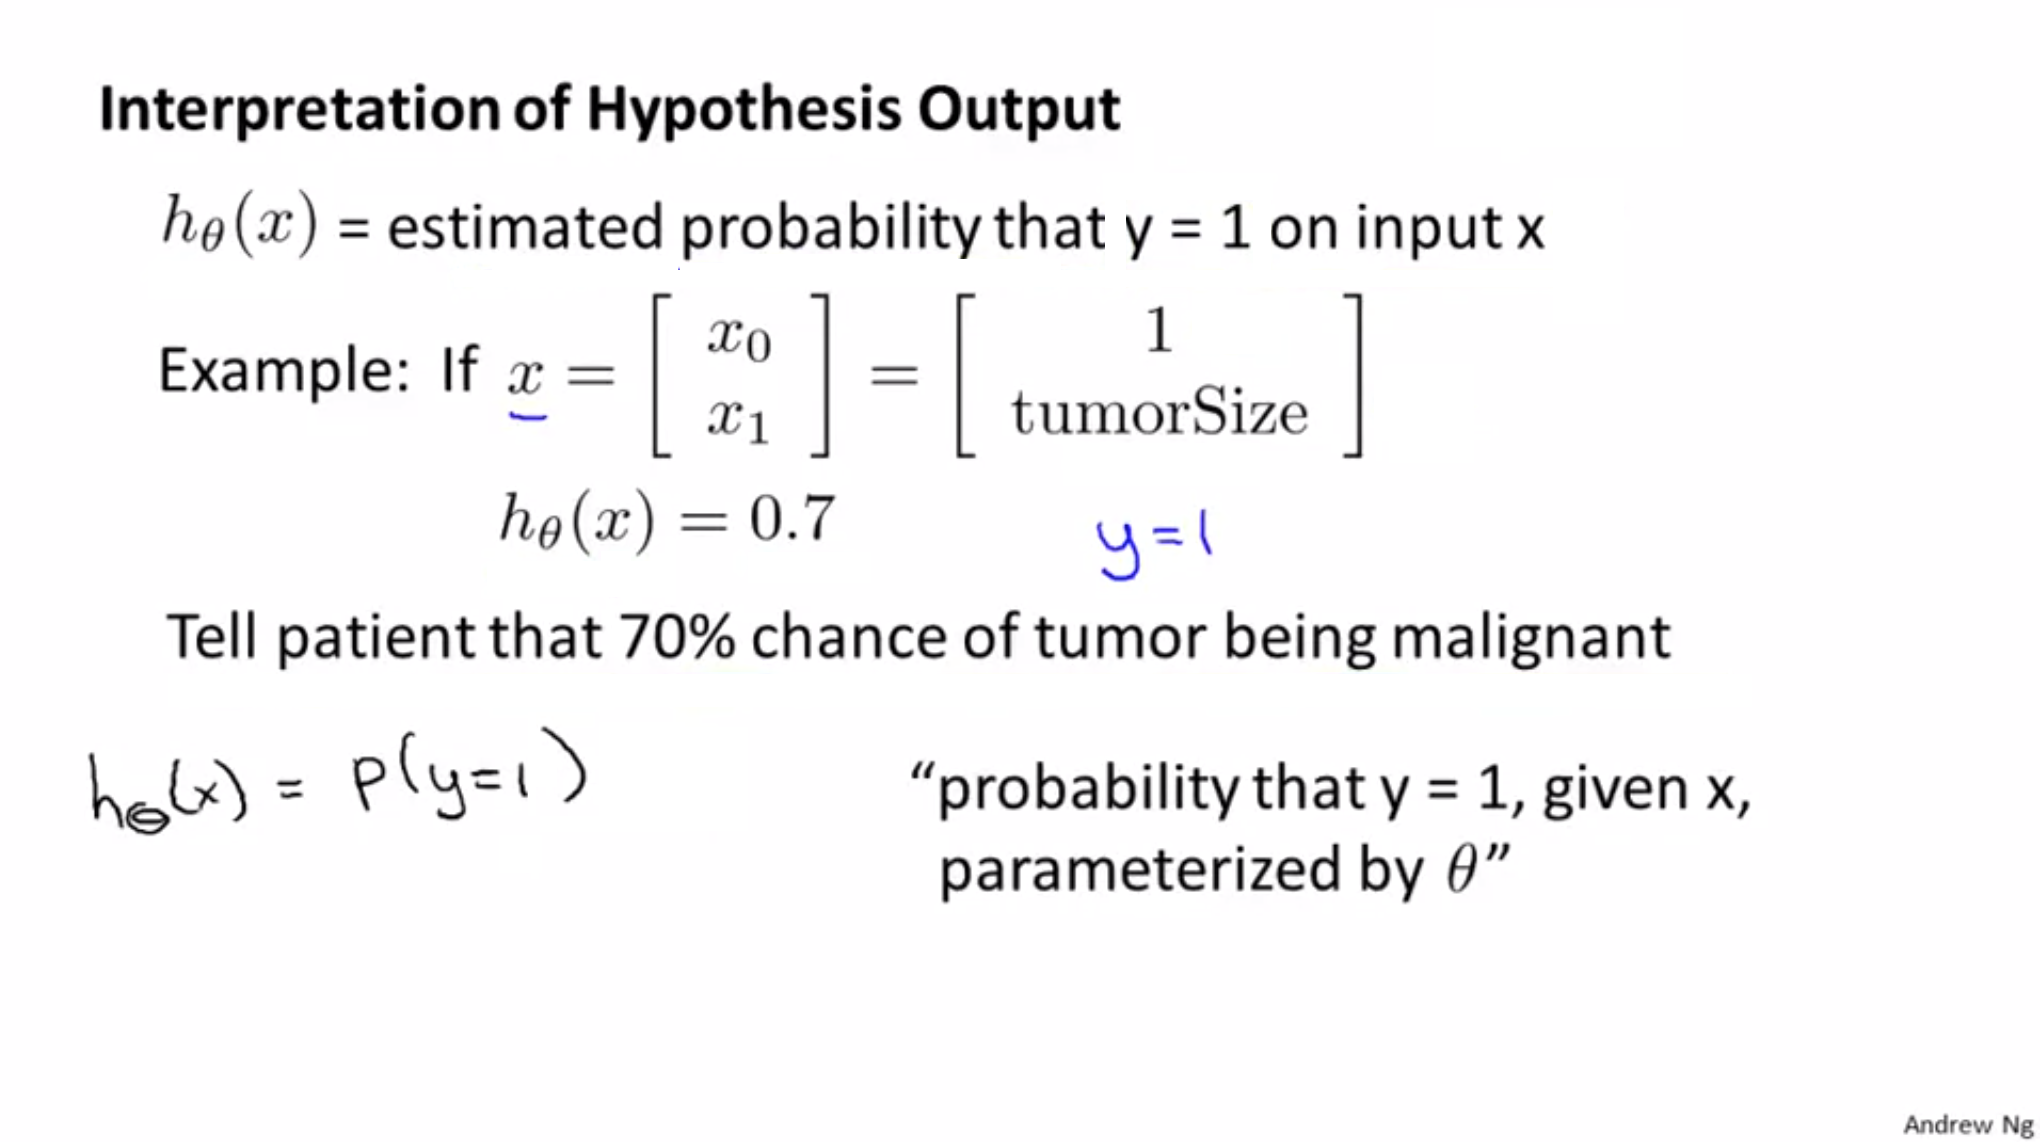 Interpretation of Hypothesis Output
hθ(x) = estimated probability that y = 1 on input x
Example: If x = [ x0 x1 ] = [ 1 tumorSize ]
hθ(x) = 0.7 y=1
Tell patient that 70% chance of tumor being malignant
hθ(x) = P(y=1)
“probability that y = 1, given x,
parameterized by θ”
Andrew Ng